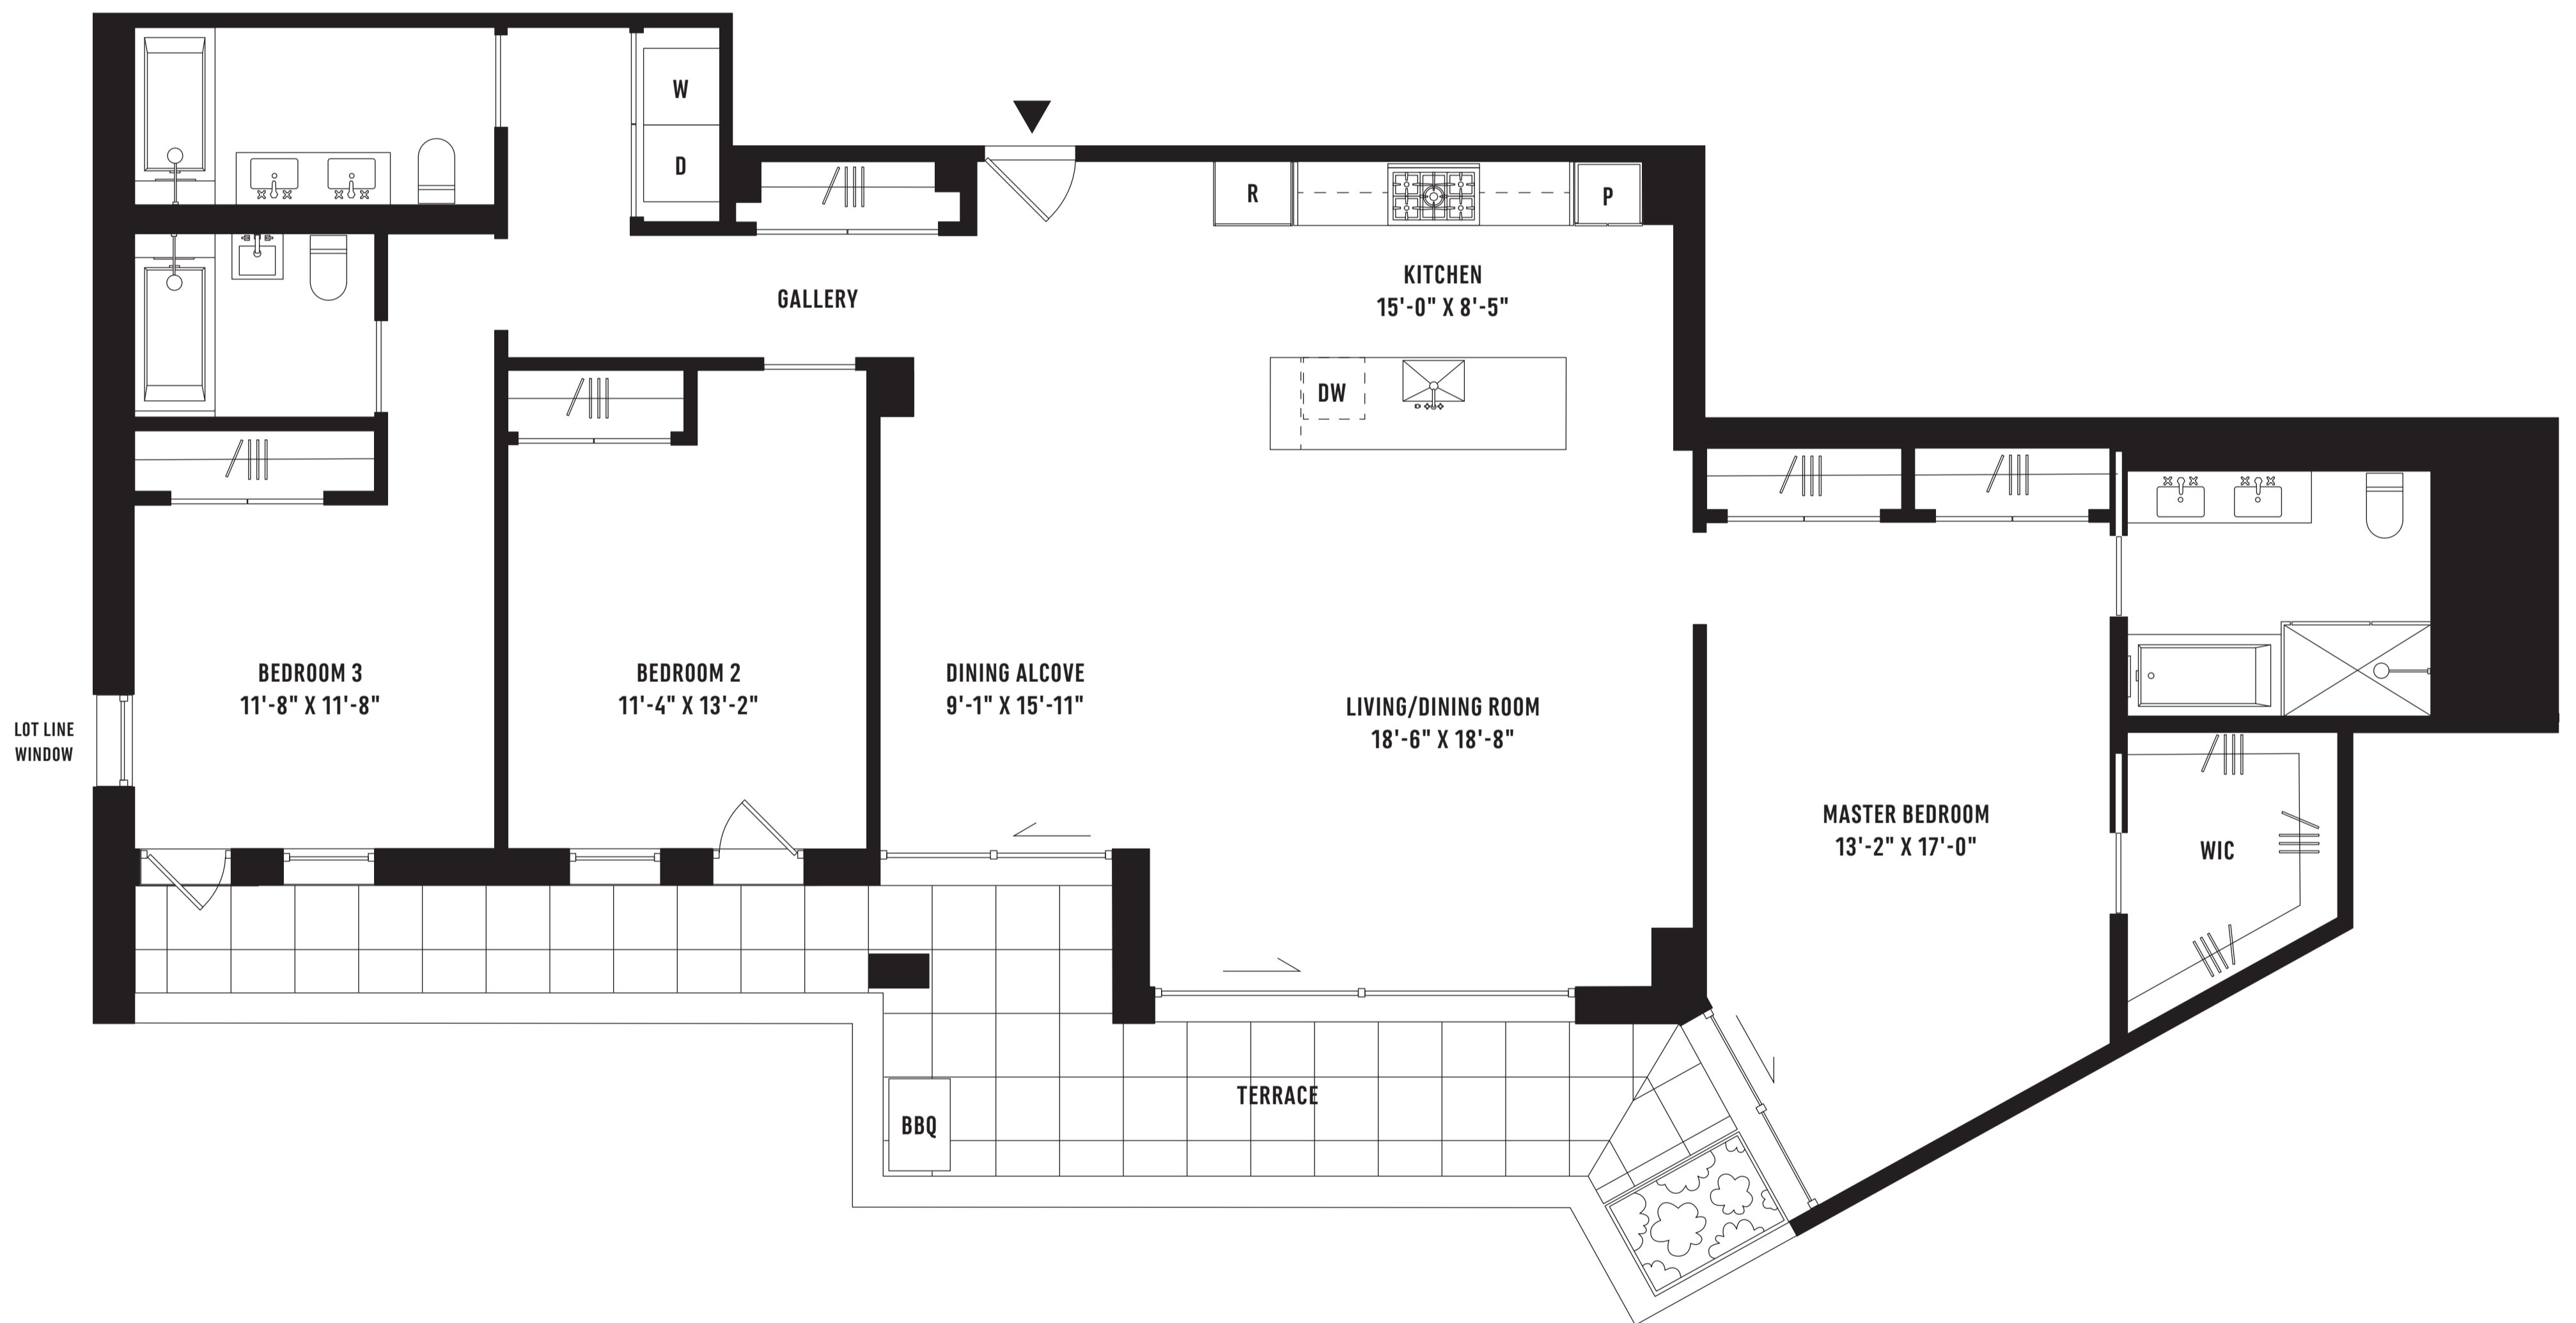 W
D
R
P
KITCHEN
15'-0" X 8'-5"
GALLERY
DW
BEDROOM 3
11'-8" X 11'-8"
BEDROOM 2
11'-4" X 13'-2"
DINING ALCOVE
9'-1" X 15'-11"
LIVING/DINING ROOM
18'-6" X 18'-8"
LOT LINE
WINDOW
MASTER BEDROOM
13'-2" X 17'-0"
WIC
TERRACE
BBQ